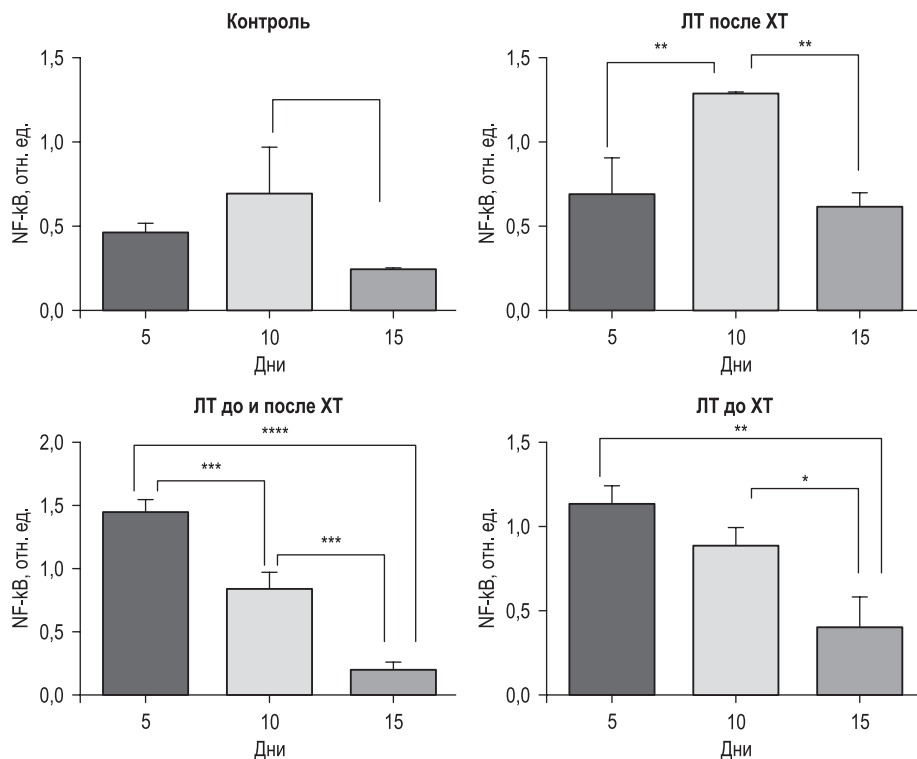 Контроль
NF-kB, отн. ед.
1,5
1,0
0,5
0,0
5 10 15
Дни
ЛТ после ХТ
NF-kB, отн. ед.
1,5
1,0
0,5
0,0
** **
5 10 15
Дни
ЛТ до и после ХТ
NF-kB, отн. ед.
2,0
1,5
1,0
0,5
0,0
****
***
***
5 10 15
Дни
ЛТ до ХТ
NF-kB, отн. ед.
1,5
1,0
0,5
0,0
**
*
5 10 15
Дни